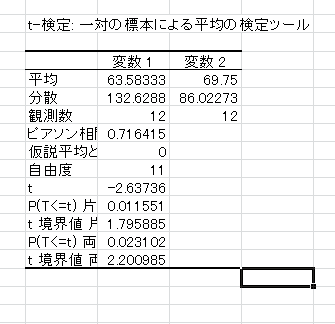 t-検定: 一対の標本による平均の検定ツール
変数 1 変数 2
平均 63.58333 69.75
分散 132.6288 86.02273
観測数 12 12
ピアソン相関 0.716415
仮説平均と 0
自由度 11
t -2.63736
P(T<=t) 片 0.011551
t 境界値 片 1.795885
P(T<=t) 両 0.023102
t 境界値 両 2.200985